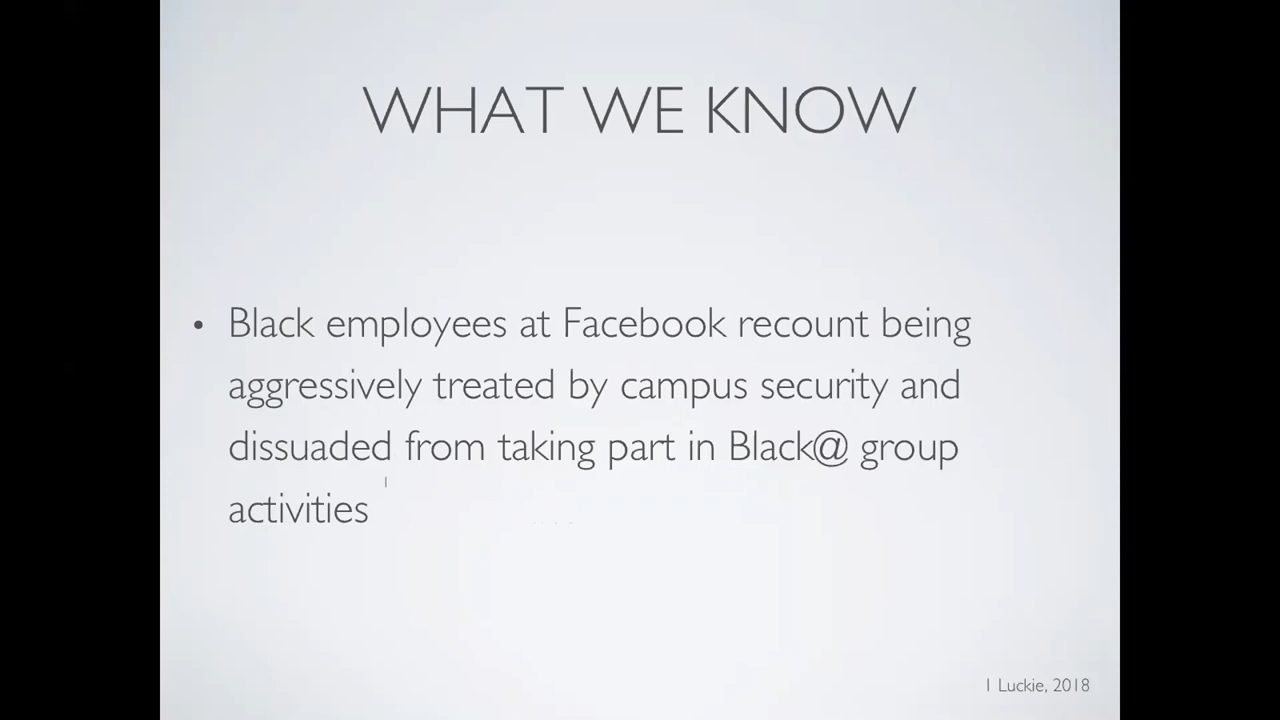 WHAT WE KNOW
• Black employees at Facebook recount being
aggressively treated by campus security and
dissuaded from taking part in Black@ group
activities 1
1 Luckie, 2018